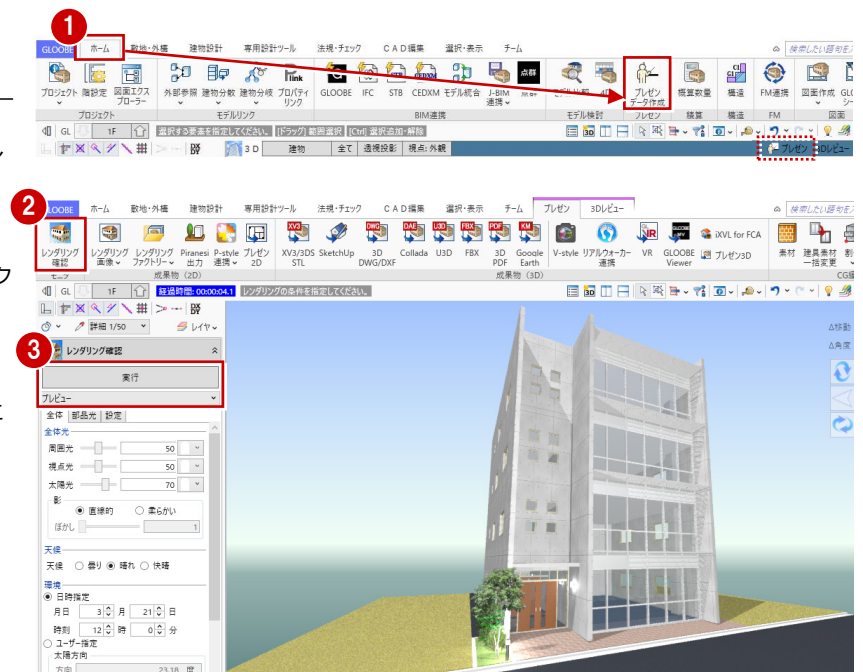 1
GLOOBE ホーム 敷地・外構 建物設計 専用設計ツール 法規・チェック CAD編集 選択・表示 チーム
プロジェクト 階設定 図面エクスプローラー 外部参照 建物分散 建物分岐 プロパティリンク GLOOBE IFC STB CEDXM モデル統合 J-BIM連携 点群 4D プレゼンデータ作成 概算数量 構造 FM連携 図面作成
プロジェクト モデルリンク BIM連携 モデル検討 プレゼン 積算 構造 FM 図面
GL 1F 選択する要素を指定してください。 [ドラッグ] 範囲選択 [Ctrl] 選択追加・解除
3D 建物 全て 透視投影 視点:外観 プレゼン 3Dレビュー
2
GLOOBE ホーム 敷地・外構 建物設計 専用設計ツール 法規・チェック CAD編集 選択・表示 チーム プレゼン 3Dレビュー
レンダリング確認 レンダリング画像 レンダリングファクトリー Piranesi出力 P-style連携 プレゼン2D XV3/3DS STL SketchUp 3D DWG/DXF Collada U3D FBX 3D PDF Google Earth V-style リアルウォーカー連携 VR GLOOBE Viewer iXVL for FCA プレゼン3D 素材 建具素材一括変更
成果物(2D) 成果物(3D)
GL 1F 経過時間: 00:00:04.1 レンダリングの条件を指定してください。
詳細 1/50 レイヤ
Δ移動
Δ角度
3
レンダリング確認
実行
プレビュー
全体 部品光 設定
全体光
周囲光 50
視点光 50
太陽光 70
影
直線的 柔らかい
ぼかし 1
天候
天候 曇り 晴れ 快晴
環境
日時指定
月日 3 月 21 日
時刻 12 時 0 分
ユーザー指定
太陽方向
方向 23.18 度